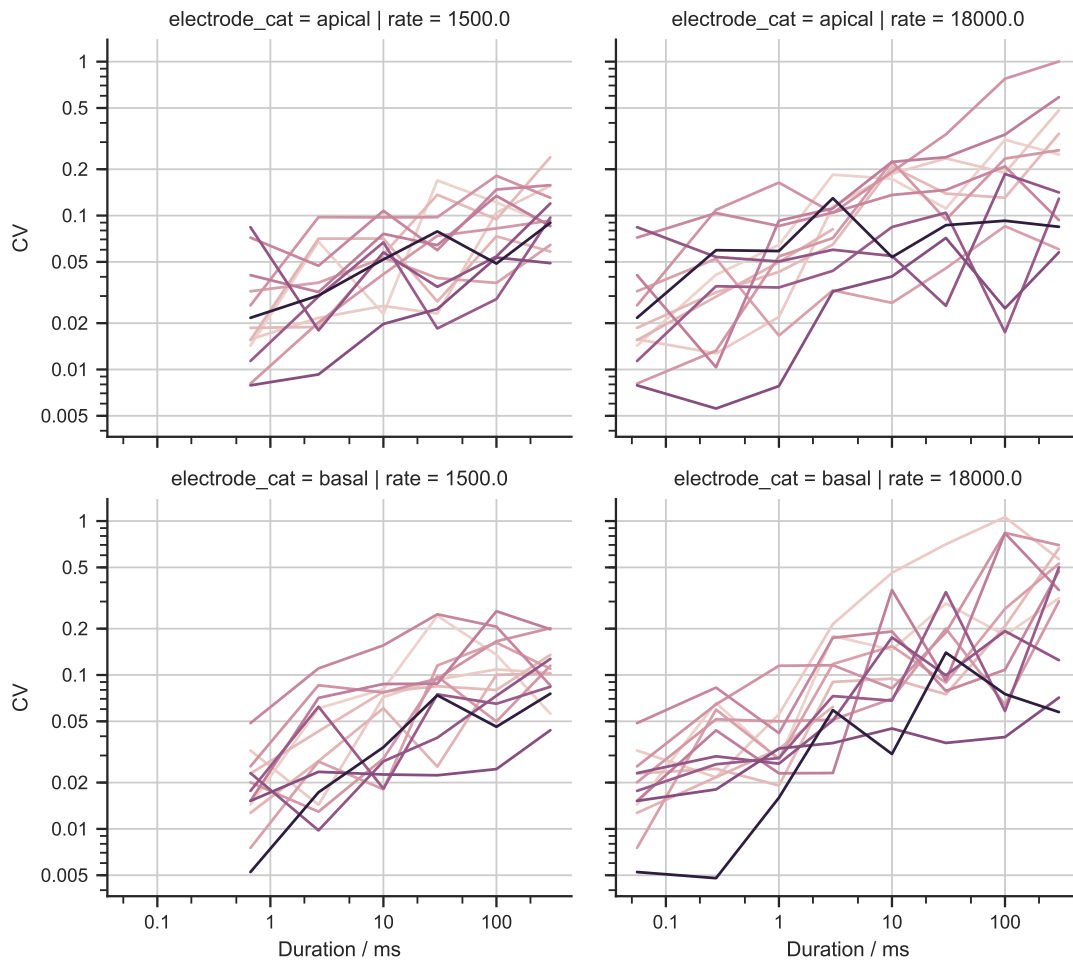 electrode_cat = apical | rate = 1500.0
electrode_cat = apical | rate = 18000.0
CV
1
0.5
0.2
0.1
0.05
0.02
0.01
0.005
electrode_cat = basal | rate = 1500.0
electrode_cat = basal | rate = 18000.0
CV
1
0.5
0.2
0.1
0.05
0.02
0.01
0.005
0.1 1 10 100
0.1 1 10 100
Duration / ms
Duration / ms